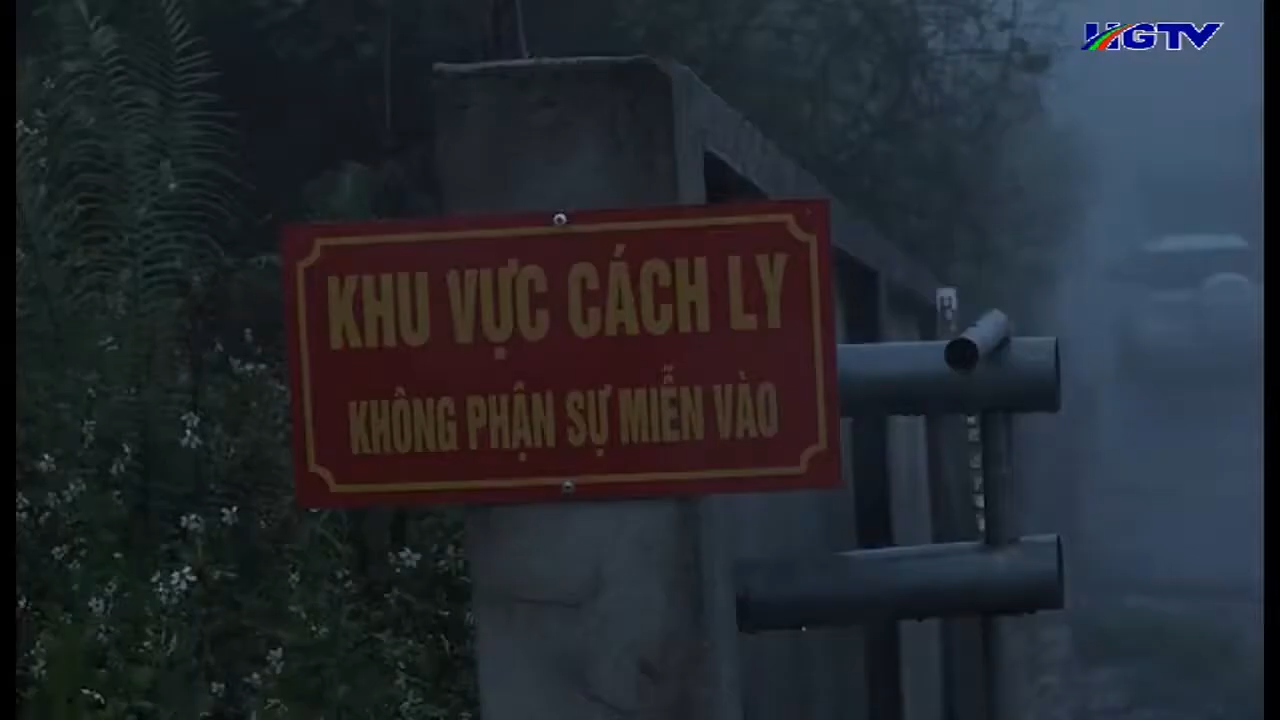 HGTV
KHU VỰC CÁCH LY
KHÔNG PHẬN SỰ MIỄN VÀO